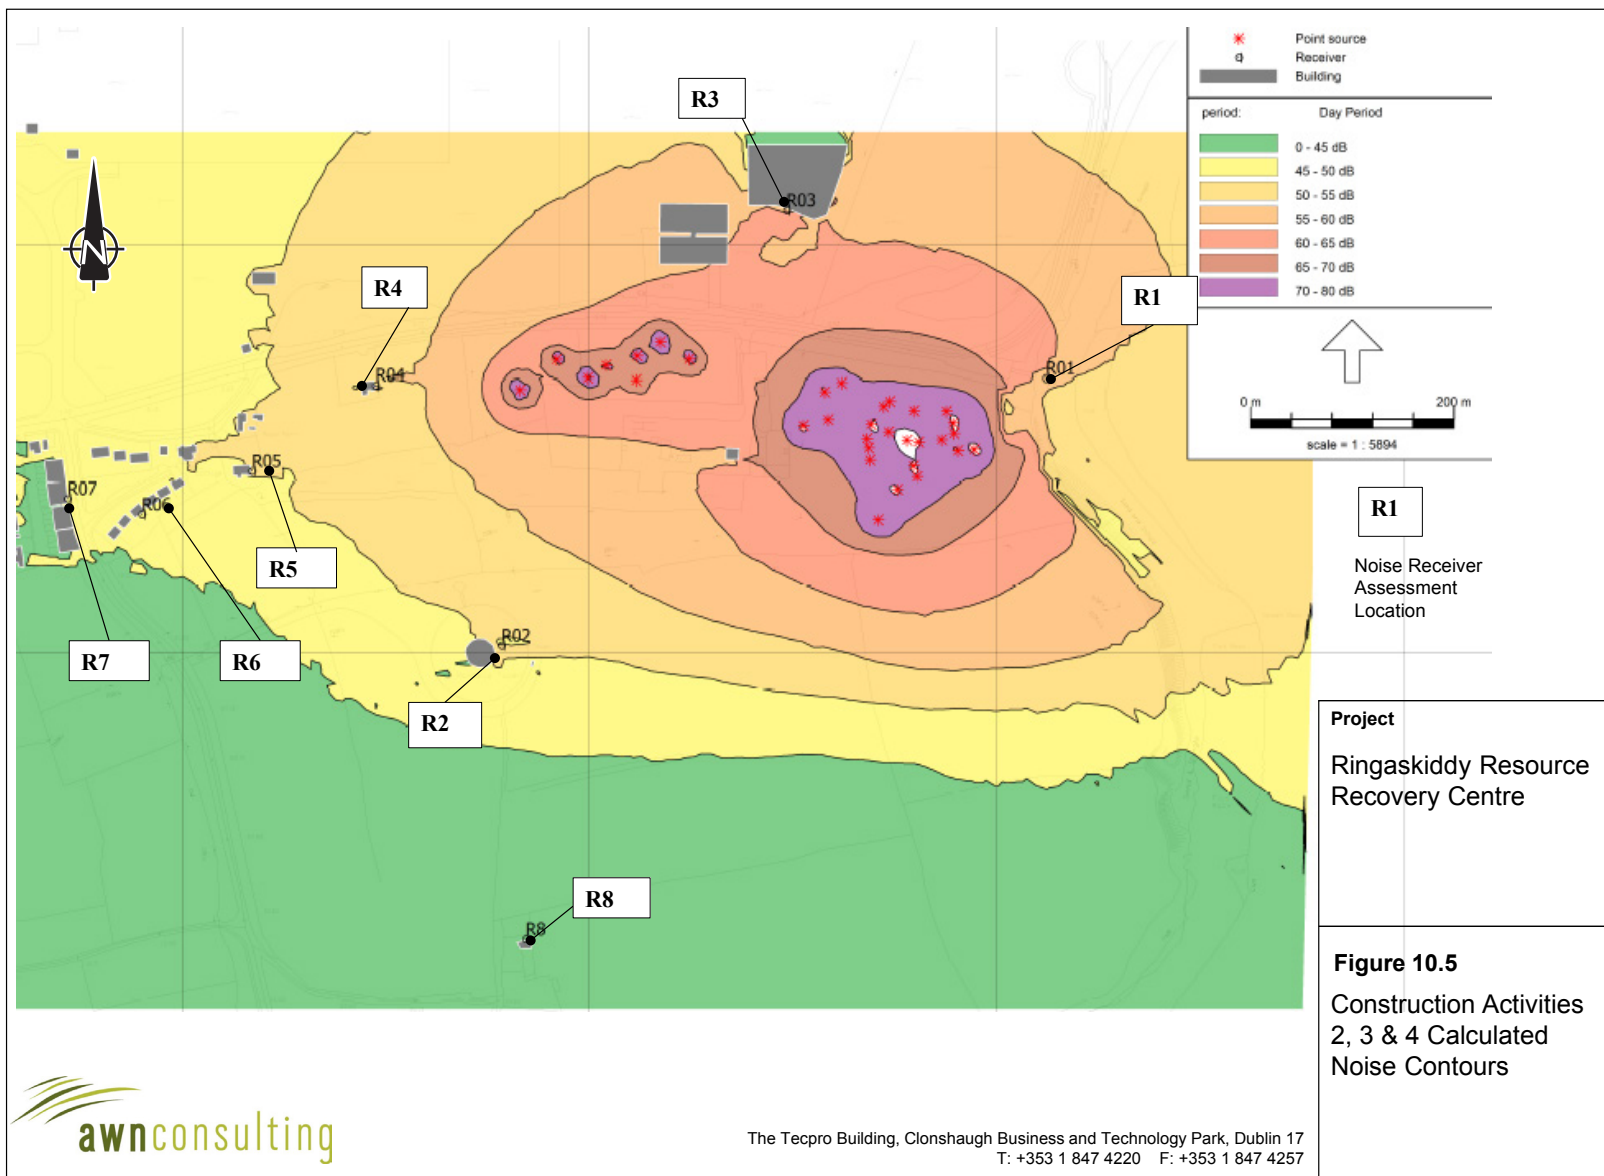 Point source
Receiver
Building
period: Day Period
0 - 45 dB
45 - 50 dB
50 - 55 dB
55 - 60 dB
60 - 65 dB
65 - 70 dB
70 - 80 dB
0 m 200 m
scale = 1 : 5894
N
R3
R03
R4
R04
R1
R01
R05
R5
R07
R06
R7
R6
R02
R2
R8
R8
R1
Noise Receiver
Assessment
Location
Project
Ringaskiddy Resource
Recovery Centre
Figure 10.5
Construction Activities
2, 3 & 4 Calculated
Noise Contours
awnconsulting
The Tecpro Building, Clonshaugh Business and Technology Park, Dublin 17
T: +353 1 847 4220 F: +353 1 847 4257